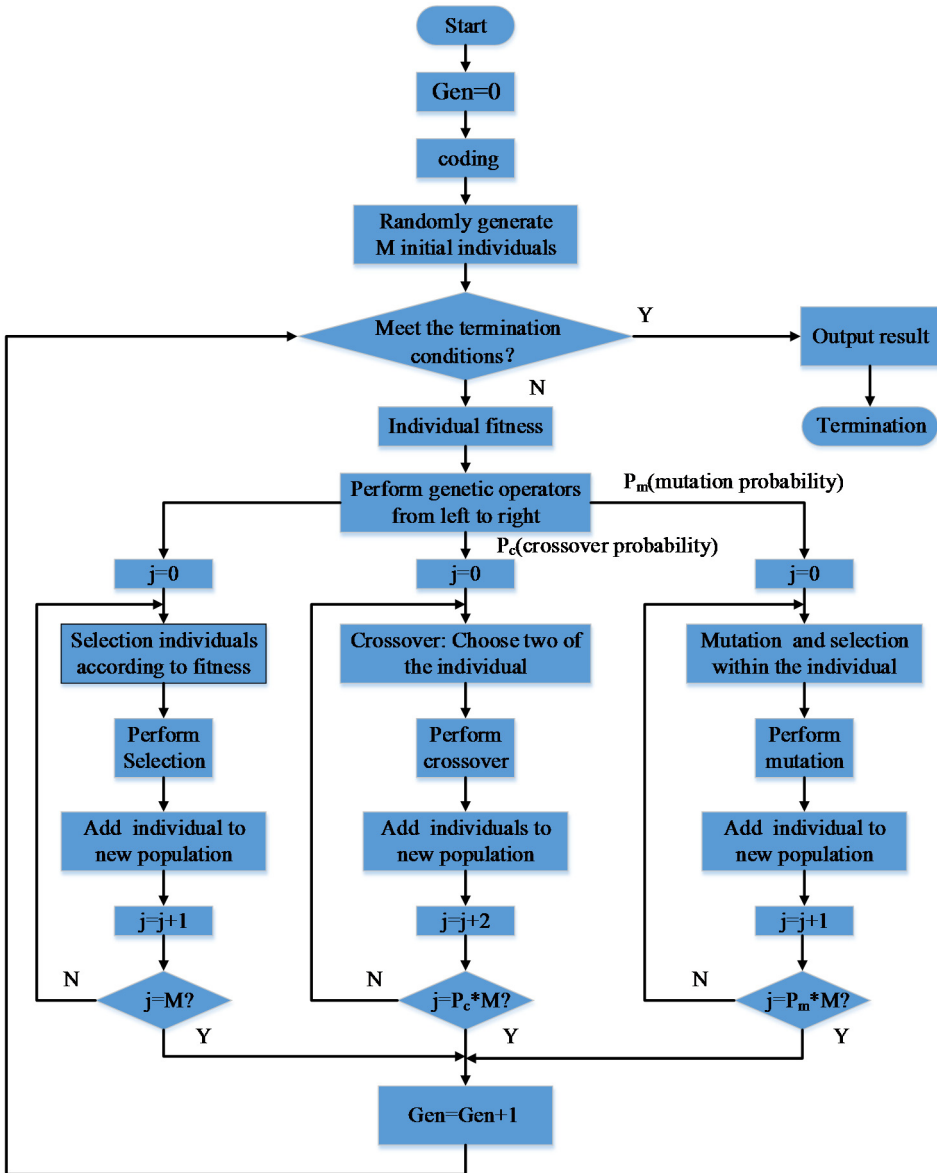 Start
Gen=0
coding
Randomly generate
M initial individuals
Meet the termination
conditions?
Y
Output result
Termination
N
Individual fitness
Perform genetic operators
from left to right
Pm(mutation probability)
Pc(crossover probability)
j=0
Selection individuals
according to fitness
Perform
Selection
Add individual to
new population
j=j+1
j=M?
N
Y
j=0
Crossover: Choose two of
the individual
Perform
crossover
Add individuals to
new population
j=j+2
j=Pc*M?
N
Y
j=0
Mutation and selection
within the individual
Perform
mutation
Add individual to
new population
j=j+1
j=Pm*M?
N
Y
Gen=Gen+1